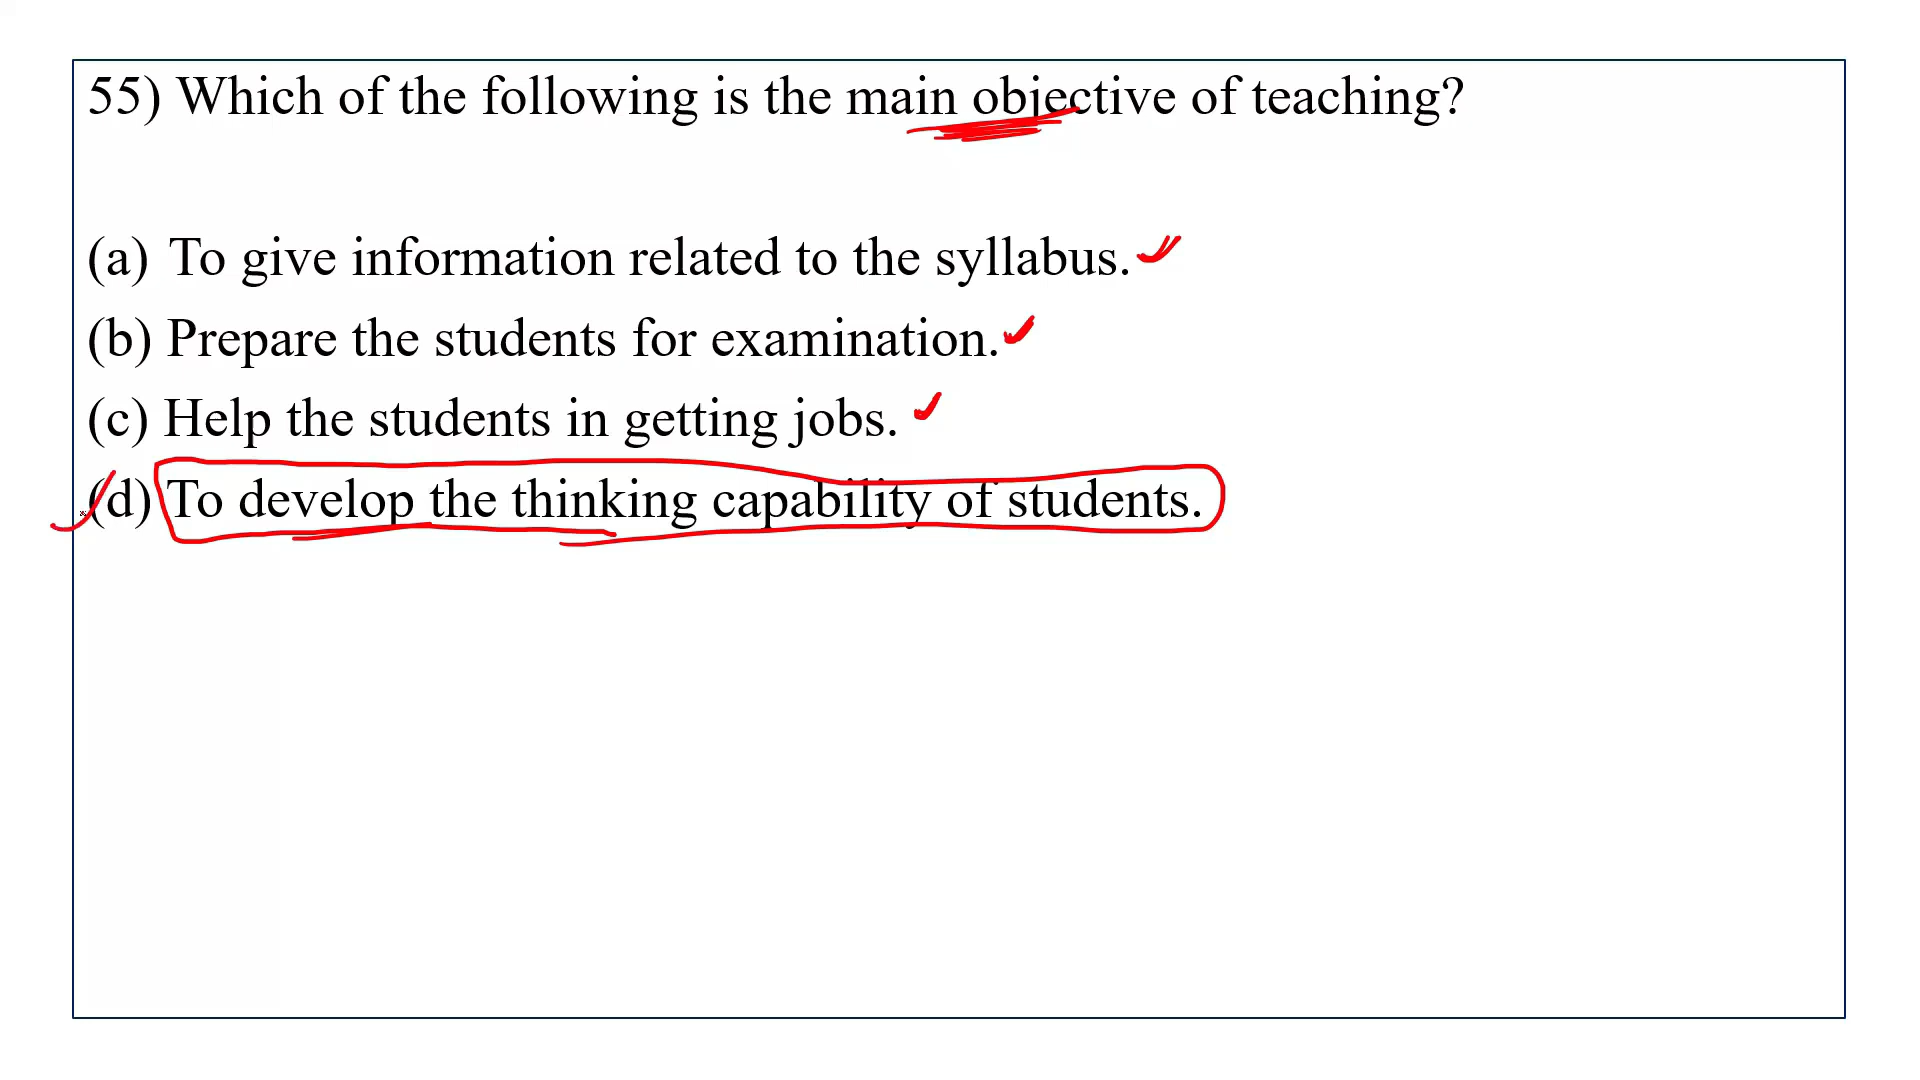 55) Which of the following is the main objective of teaching?
(a) To give information related to the syllabus.
(b) Prepare the students for examination.
(c) Help the students in getting jobs.
(d) To develop the thinking capability of students.